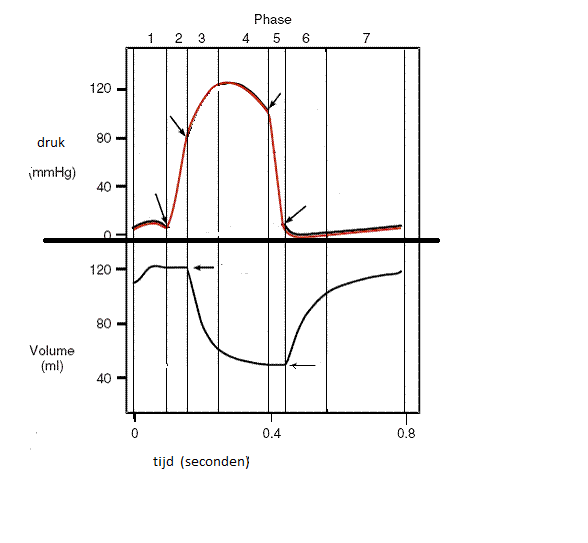 Phase
1 2 3 4 5 6 7
120
druk
80
(mmHg)
40
0
120
80
Volume
(ml)
40
0 0.4 0.8
tijd (seconden)